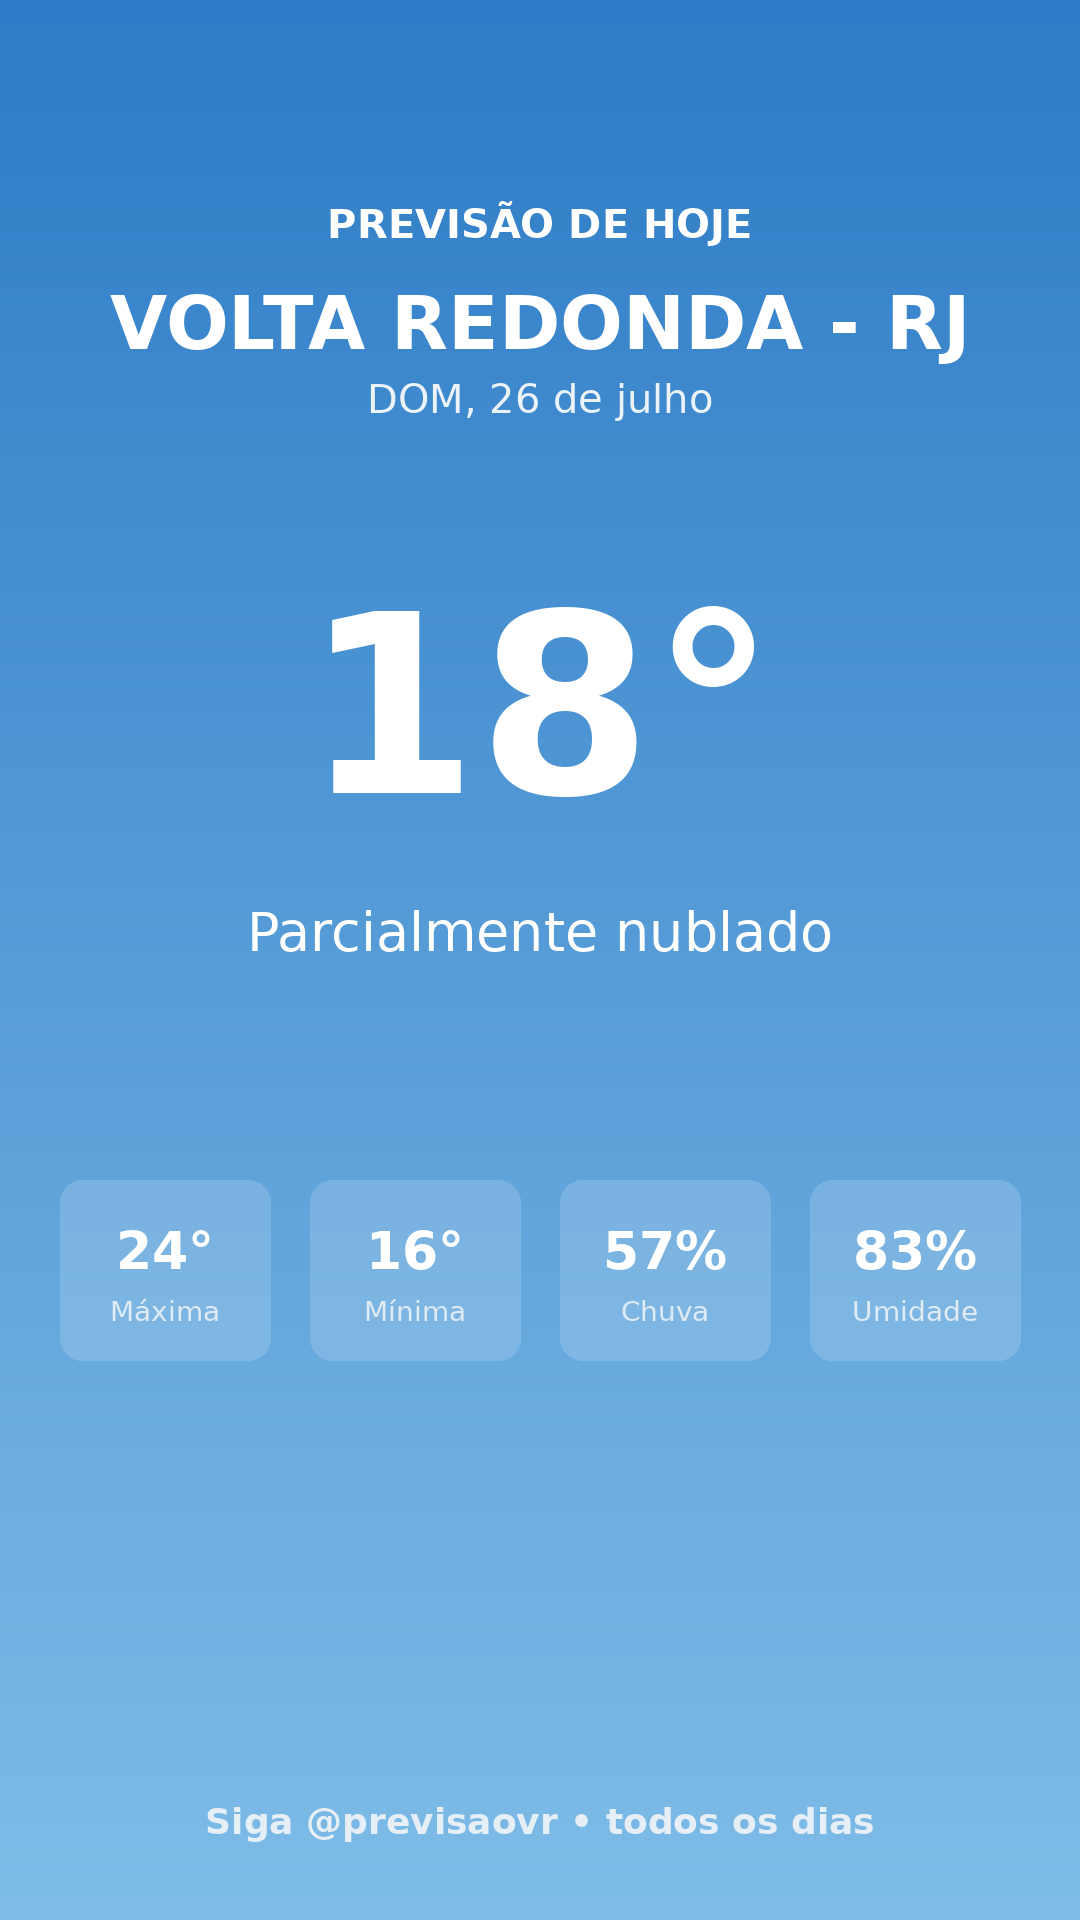 PREVISÃO DE HOJE
VOLTA REDONDA - RJ
DOM, 26 de julho
18°
Parcialmente nublado
24° 16° 57% 83%
Máxima Mínima Chuva Umidade
Siga @previsaovr • todos os dias